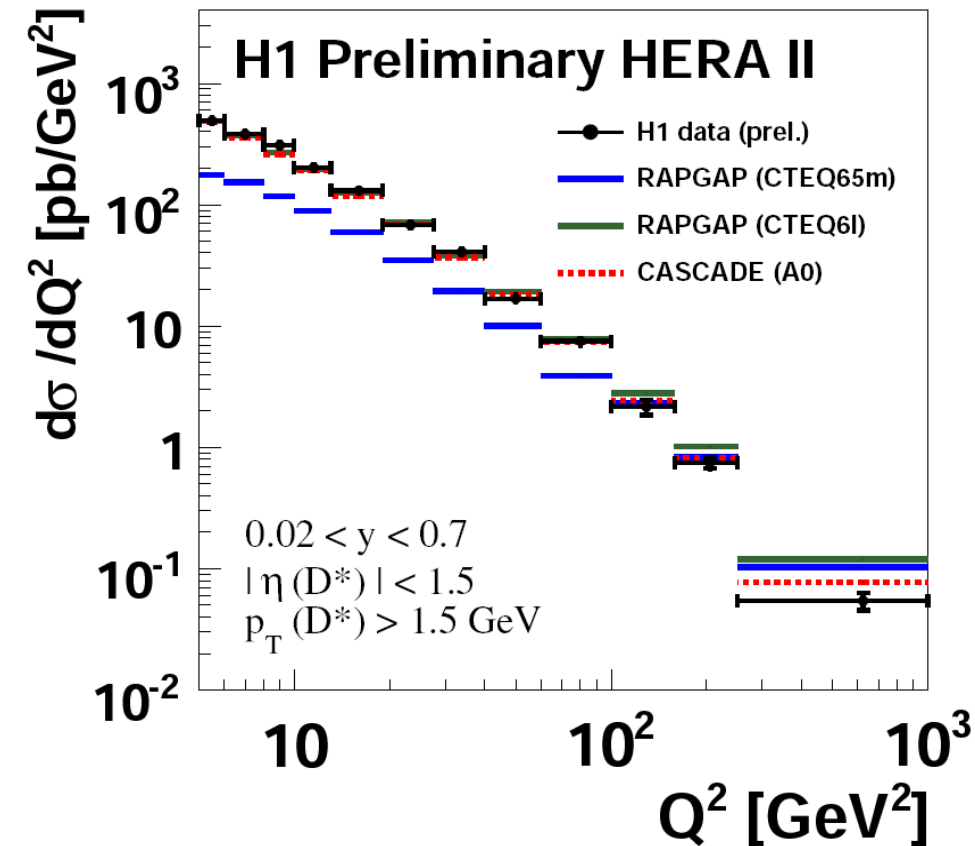 H1 Preliminary HERA II
H1 data (prel.)
RAPGAP (CTEQ65m)
RAPGAP (CTEQ6l)
CASCADE (A0)
dσ /dQ² [pb/GeV²]
10³
10²
10
1
10⁻¹
10⁻²
0.02 < y < 0.7
| η (D*) | < 1.5
p_T (D*) > 1.5 GeV
10
10²
10³
Q² [GeV²]